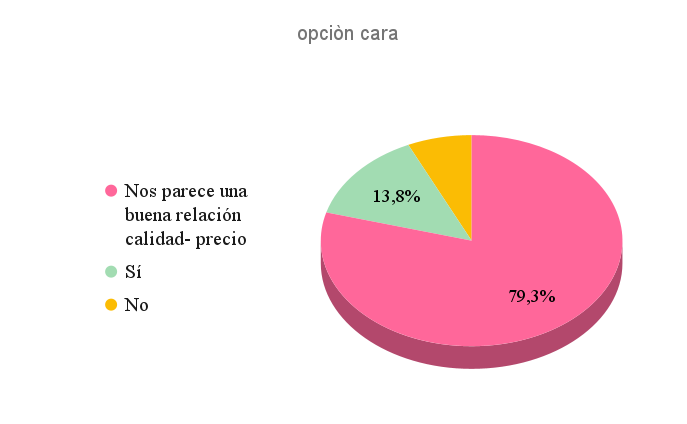 opciòn cara
Nos parece una
buena relación
calidad- precio
Sí
No
13,8%
79,3%